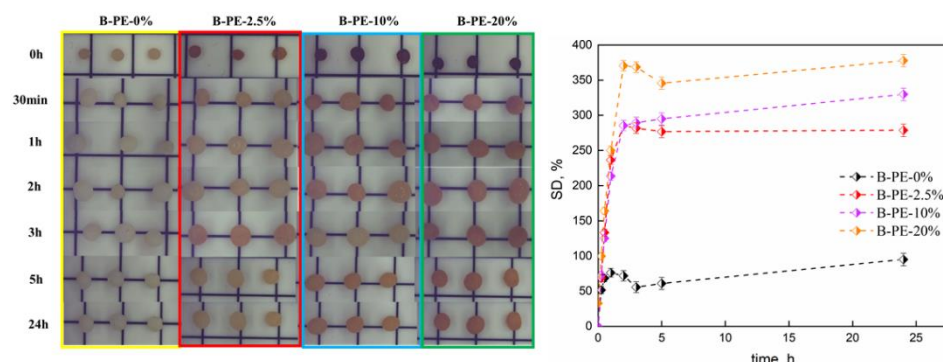 B-PE-0% B-PE-2.5% B-PE-10% B-PE-20%
0h
30min
1h
2h
3h
5h
24h
400
350
300
250
200
150
100
50
0
SD, %
B-PE-0%
B-PE-2.5%
B-PE-10%
B-PE-20%
0 5 10 15 20 25
time, h